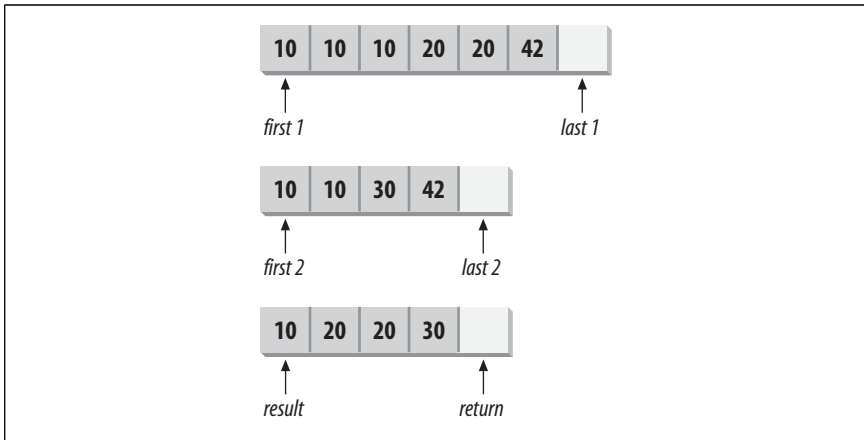 10 10 10 20 20 42
first 1 last 1
10 10 30 42
first 2 last 2
10 20 20 30
result return